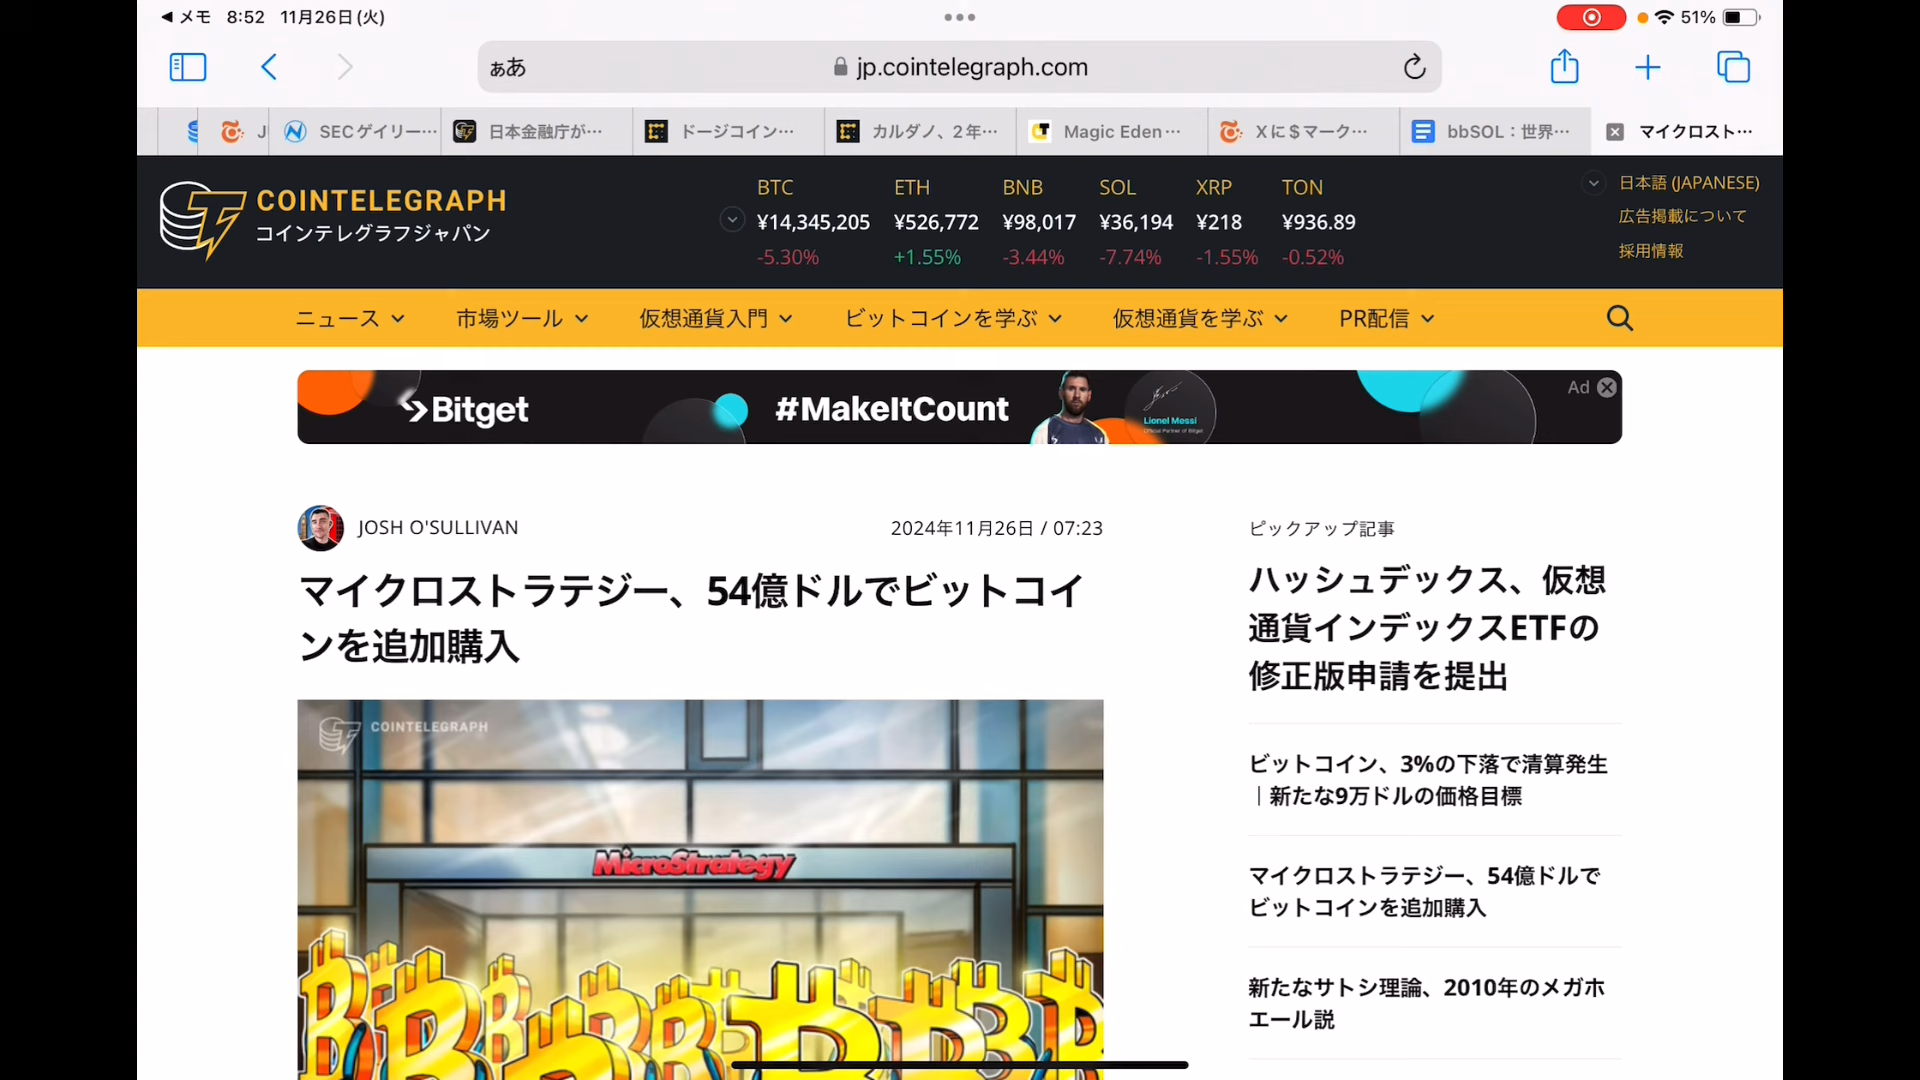 ◀ メモ 8:52 11月26日(火)
51%
ぁあ
jp.cointelegraph.com
J
SECゲイリー…
日本金融庁が…
ドージコイン…
カルダノ、2年…
Magic Eden…
Xに$マーク…
bbSOL:世界…
マイクロスト…
COINTELEGRAPH
コインテレグラフジャパン
BTC ETH BNB SOL XRP TON
¥14,345,205 ¥526,772 ¥98,017 ¥36,194 ¥218 ¥936.89
-5.30% +1.55% -3.44% -7.74% -1.55% -0.52%
日本語 (JAPANESE)
広告掲載について
採用情報
ニュース 市場ツール 仮想通貨入門 ビットコインを学ぶ 仮想通貨を学ぶ PR配信
Bitget
#MakeItCount
Lionel Messi
Official Partner of Bitget
Ad
JOSH O'SULLIVAN
2024年11月26日 / 07:23
マイクロストラテジー、54億ドルでビットコイ
ンを追加購入
COINTELEGRAPH
MicroStrategy
ピックアップ記事
ハッシュデックス、仮想
通貨インデックスETFの
修正版申請を提出
ビットコイン、3%の下落で清算発生
|新たな9万ドルの価格目標
マイクロストラテジー、54億ドルで
ビットコインを追加購入
新たなサトシ理論、2010年のメガホ
エール説